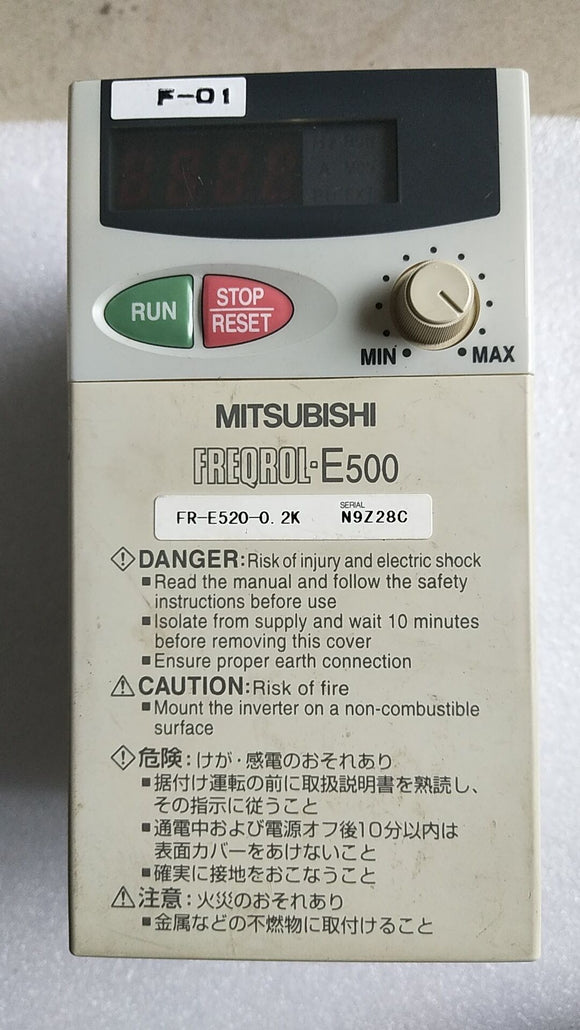 F-01
RUN
STOP
RESET
MIN
MAX
MITSUBISHI
FREQROL-E500
FR-E520-0.2K
SERIAL
N9Z28C
DANGER:Risk of injury and electric shock
■Read the manual and follow the safety
instructions before use
■Isolate from supply and wait 10 minutes
before removing this cover
■Ensure proper earth connection
CAUTION:Risk of fire
■Mount the inverter on a non-combustible
surface
危険:けが・感電のおそれあり
■据付け運転の前に取扱説明書を熟読し、
その指示に従うこと
■通電中および電源オフ後10分以内は
表面カバーをあけないこと
■確実に接地をおこなうこと
注意:火災のおそれあり
■金属などの不燃物に取付けること